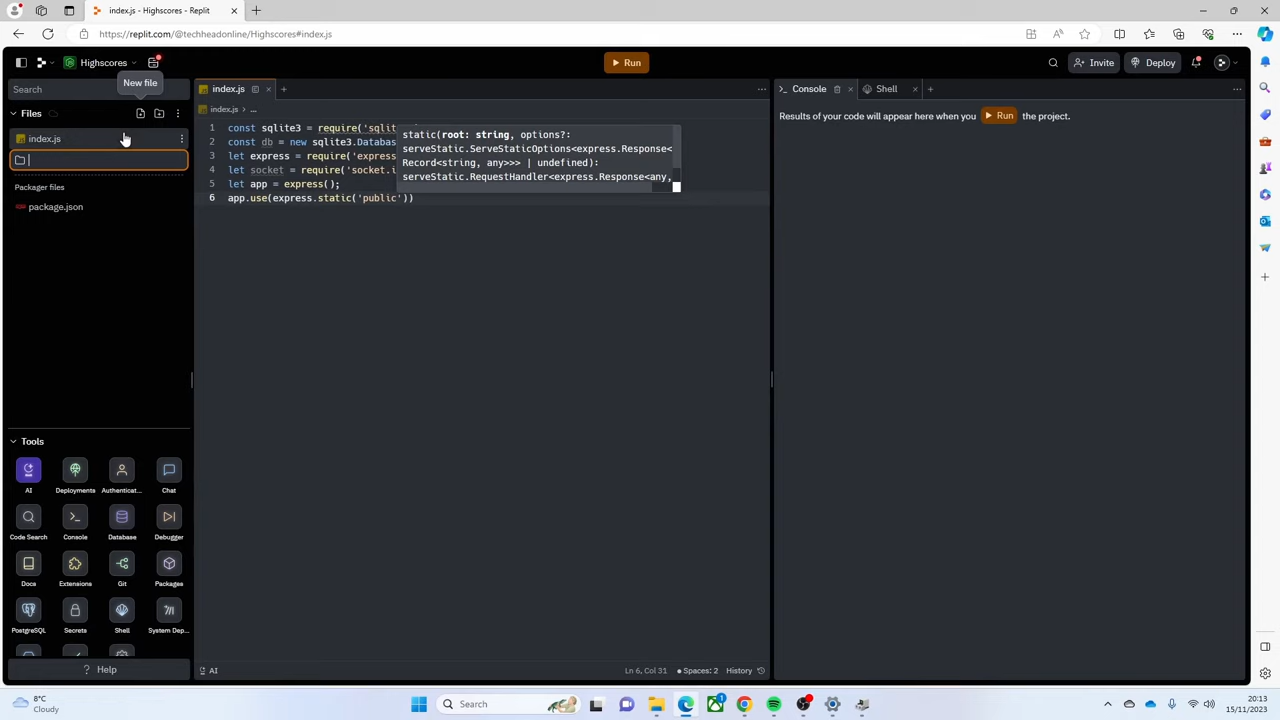 index.js - Highscores - Replit
https://replit.com/@techheadonline/Highscores#index.js
Highscores
Run
Invite
Deploy
New file
Search
Files
index.js
Packager files
package.json
index.js
index.js > ...
1 const sqlite3 = require('sqlit
2 const db = new sqlite3.Databas
3 let express = require('express
4 let socket = require('socket.i
5 let app = express();
6 app.use(express.static('public'))
static(root: string, options?:
serveStatic.ServeStaticOptions<express.Response<
Record<string, any>>> | undefined):
serveStatic.RequestHandler<express.Response<any,
Console
Shell
Results of your code will appear here when you Run the project.
Tools
AI
Deployments
Authenticat...
Chat
Code Search
Console
Database
Debugger
Docs
Extensions
Git
Packages
PostgreSQL
Secrets
Shell
System Dep...
? Help
AI
Ln 6, Col 31
Spaces: 2
History
8°C
Cloudy
Search
1
20:13
15/11/2023